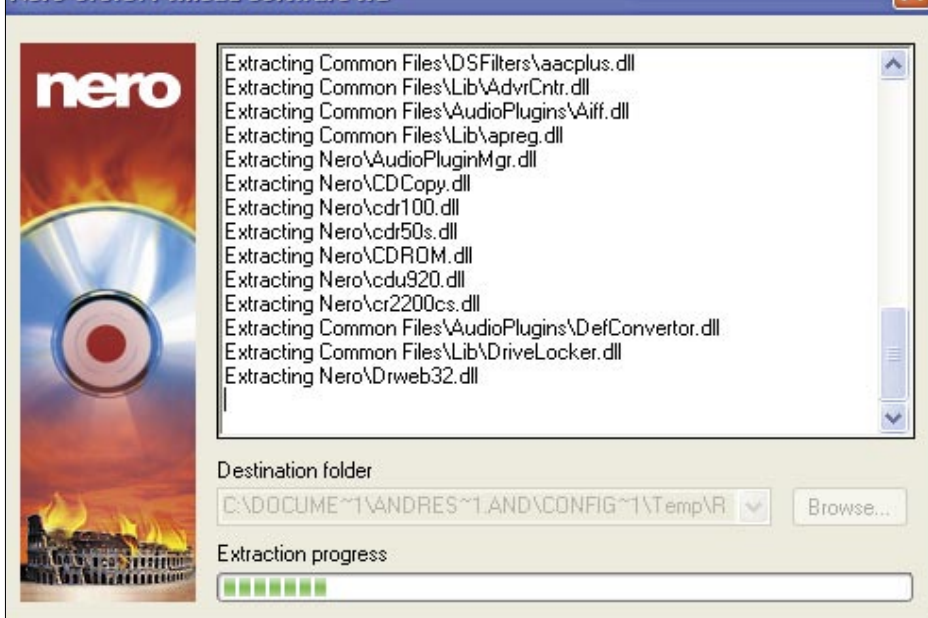 nero
Extracting Common Files\DSFilters\aacplus.dll
Extracting Common Files\Lib\AdvrCntr.dll
Extracting Common Files\AudioPlugins\Aiff.dll
Extracting Common Files\Lib\apreg.dll
Extracting Nero\AudioPluginMgr.dll
Extracting Nero\CDCopy.dll
Extracting Nero\cdr100.dll
Extracting Nero\cdr50s.dll
Extracting Nero\CDROM.dll
Extracting Nero\cdu920.dll
Extracting Nero\cr2200cs.dll
Extracting Common Files\AudioPlugins\DefConvertor.dll
Extracting Common Files\Lib\DriveLocker.dll
Extracting Nero\Drweb32.dll
Destination folder
C:\DOCUME~1\ANDRES~1.AND\CONFIG~1\Temp\R
Browse...
Extraction progress